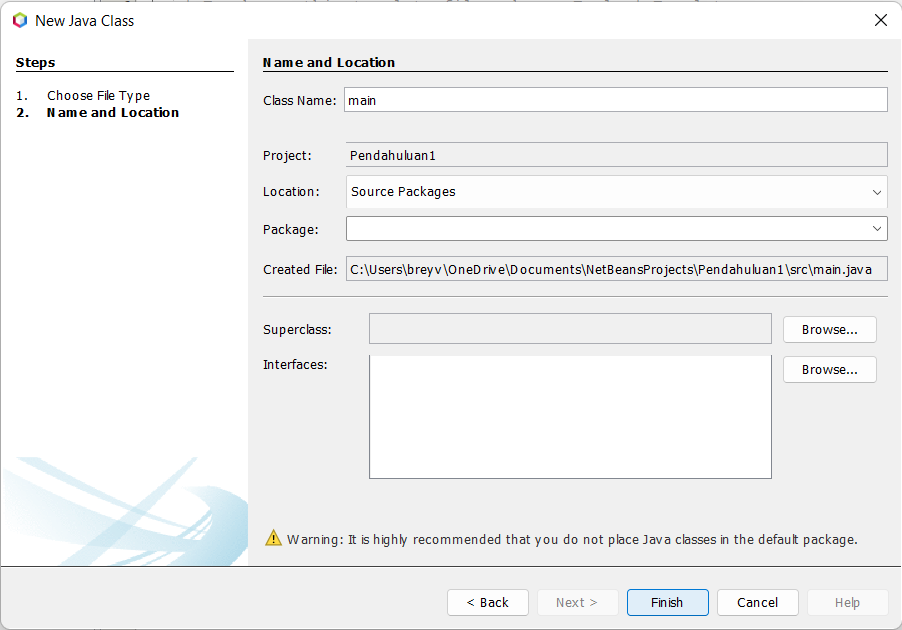 New Java Class
Steps
1. Choose File Type
2. Name and Location
Name and Location
Class Name: main
Project: Pendahuluan1
Location: Source Packages
Package:
Created File: C:\Users\breyv\OneDrive\Documents\NetBeansProjects\Pendahuluan1\src\main.java
Superclass: Browse...
Interfaces: Browse...
Warning: It is highly recommended that you do not place Java classes in the default package.
< Back Next > Finish Cancel Help